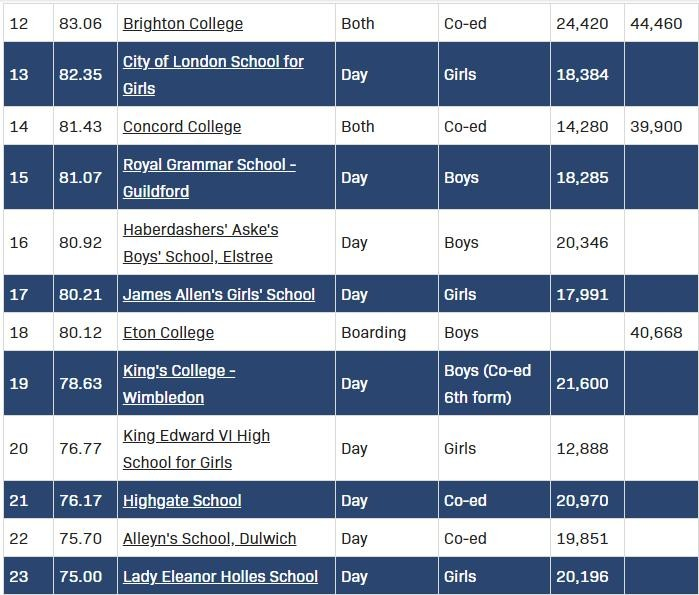 12 83.06 Brighton College Both Co-ed 24,420 44,460
13 82.35 City of London School for Girls Day Girls 18,384
14 81.43 Concord College Both Co-ed 14,280 39,900
15 81.07 Royal Grammar School - Guildford Day Boys 18,285
16 80.92 Haberdashers' Aske's Boys' School, Elstree Day Boys 20,346
17 80.21 James Allen's Girls' School Day Girls 17,991
18 80.12 Eton College Boarding Boys 40,668
19 78.63 King's College - Wimbledon Day Boys (Co-ed 6th form) 21,600
20 76.77 King Edward VI High School for Girls Day Girls 12,888
21 76.17 Highgate School Day Co-ed 20,970
22 75.70 Alleyn's School, Dulwich Day Co-ed 19,851
23 75.00 Lady Eleanor Holles School Day Girls 20,196